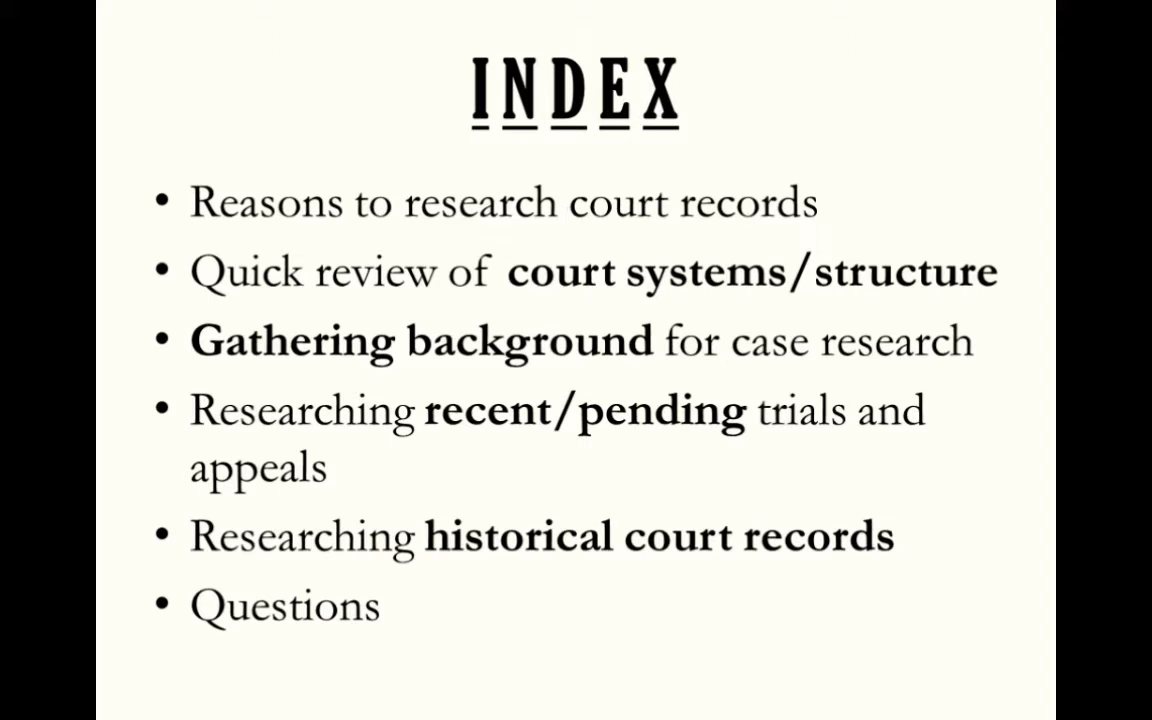 INDEX
• Reasons to research court records
• Quick review of court systems/structure
• Gathering background for case research
• Researching recent/pending trials and
appeals
• Researching historical court records
• Questions